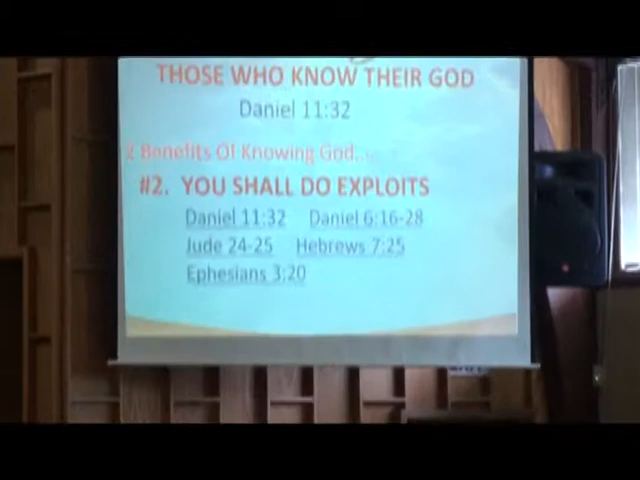 THOSE WHO KNOW THEIR GOD
Daniel 11:32
2 Benefits Of Knowing God...
#2. YOU SHALL DO EXPLOITS
Daniel 11:32 Daniel 6:16-28
Jude 24-25 Hebrews 7:25
Ephesians 3:20